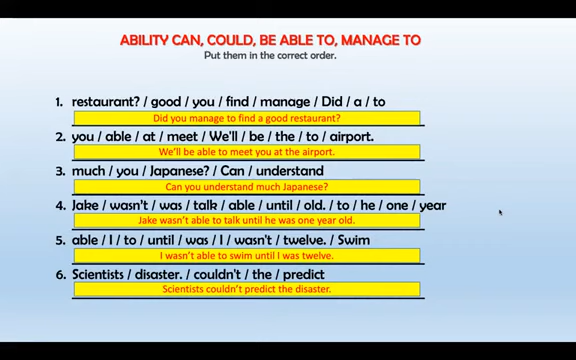 ABILITY CAN, COULD, BE ABLE TO, MANAGE TO
Put them in the correct order.
1. restaurant? / good / you / find / manage / Did / a / to
Did you manage to find a good restaurant?
2. you / able / at / meet / We'll / be / the / to / airport.
We'll be able to meet you at the airport.
3. much / you / Japanese? / Can / understand
Can you understand much Japanese?
4. Jake / wasn't / was / talk / able / until / old. / to / he / one / year
Jake wasn't able to talk until he was one year old.
5. able / I / to / until / was / I / wasn't / twelve. / Swim
I wasn't able to swim until I was twelve.
6. Scientists / disaster. / couldn't / the / predict
Scientists couldn't predict the disaster.